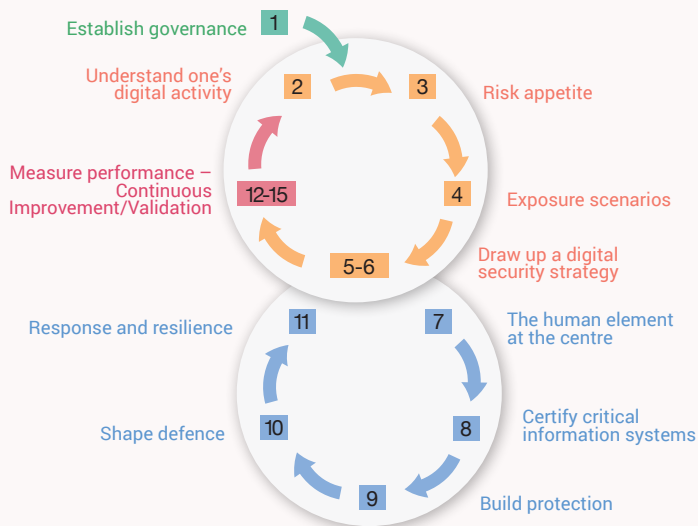 1
Establish governance
Understand one's
digital activity
2
3
Risk appetite
Measure performance –
Continuous
Improvement/Validation
12-15
4
Exposure scenarios
5-6
Draw up a digital
security strategy
Response and resilience
11
7
The human element
at the centre
Shape defence
10
8
Certify critical
information systems
9
Build protection